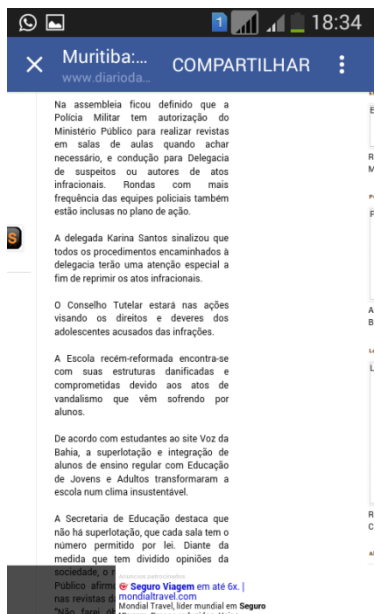 1
18:34
Muritiba:...
www.diarioda...
COMPARTILHAR
Na assembleia ficou definido que a
Polícia Militar tem autorização do
Ministério Público para realizar revistas
em salas de aulas quando achar
necessário, e condução para Delegacia
de suspeitos ou autores de atos
infracionais. Rondas com mais
frequência das equipes policiais também
estão inclusas no plano de ação.
A delegada Karina Santos sinalizou que
todos os procedimentos encaminhados à
delegacia terão uma atenção especial a
fim de reprimir os atos infracionais.
O Conselho Tutelar estará nas ações
visando os direitos e deveres dos
adolescentes acusados das infrações.
A Escola recém-reformada encontra-se
com suas estruturas danificadas e
comprometidas devido aos atos de
vandalismo que vêm sofrendo por
alunos.
De acordo com estudantes ao site Voz da
Bahia, a superlotação e integração de
alunos de ensino regular com Educação
de Jovens e Adultos transformaram a
escola num clima insustentável.
A Secretaria de Educação destaca que
não há superlotação, que cada sala tem o
número permitido por lei. Diante da
medida que tem dividido opiniões da
sociedade, o
Público afirm
nas revistas d
"Não farei
Anúncios patrocinados
Seguro Viagem em até 6x. |
mondialtravel.com
Mondial Travel, líder mundial em Seguro